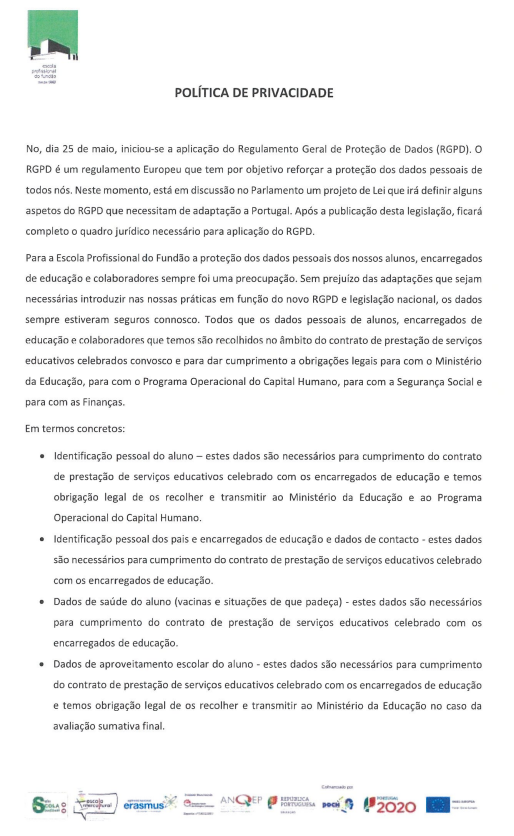 escola
profissional
do fundão
POLÍTICA DE PRIVACIDADE
No, dia 25 de maio, iniciou-se a aplicação do Regulamento Geral de Proteção de Dados (RGPD). O
RGPD é um regulamento Europeu que tem por objetivo reforçar a proteção dos dados pessoais de
todos nós. Neste momento, está em discussão no Parlamento um projeto de Lei que irá definir alguns
aspetos do RGPD que necessitam de adaptação a Portugal. Após a publicação desta legislação, ficará
completo o quadro jurídico necessário para aplicação do RGPD.
Para a Escola Profissional do Fundão a proteção dos dados pessoais dos nossos alunos, encarregados
de educação e colaboradores sempre foi uma preocupação. Sem prejuízo das adaptações que sejam
necessárias introduzir nas nossas práticas em função do novo RGPD e legislação nacional, os dados
sempre estiveram seguros connosco. Todos que os dados pessoais de alunos, encarregados de
educação e colaboradores que temos são recolhidos no âmbito do contrato de prestação de serviços
educativos celebrados convosco e para dar cumprimento a obrigações legais para com o Ministério
da Educação, para com o Programa Operacional do Capital Humano, para com a Segurança Social e
para com as Finanças.
Em termos concretos:
• Identificação pessoal do aluno – estes dados são necessários para cumprimento do contrato
de prestação de serviços educativos celebrado com os encarregados de educação e temos
obrigação legal de os recolher e transmitir ao Ministério da Educação e ao Programa
Operacional do Capital Humano.
• Identificação pessoal dos pais e encarregados de educação e dados de contacto - estes dados
são necessários para cumprimento do contrato de prestação de serviços educativos celebrado
com os encarregados de educação.
• Dados de saúde do aluno (vacinas e situações de que padeça) - estes dados são necessários
para cumprimento do contrato de prestação de serviços educativos celebrado com os
encarregados de educação.
• Dados de aproveitamento escolar do aluno - estes dados são necessários para cumprimento
do contrato de prestação de serviços educativos celebrado com os encarregados de educação
e temos obrigação legal de os recolher e transmitir ao Ministério da Educação no caso da
avaliação sumativa final.
Cofinanciado por
escola
intercultural
erasmus
ANQEP
REPÚBLICA
PORTUGUESA
POCH
PORTUGAL
2020